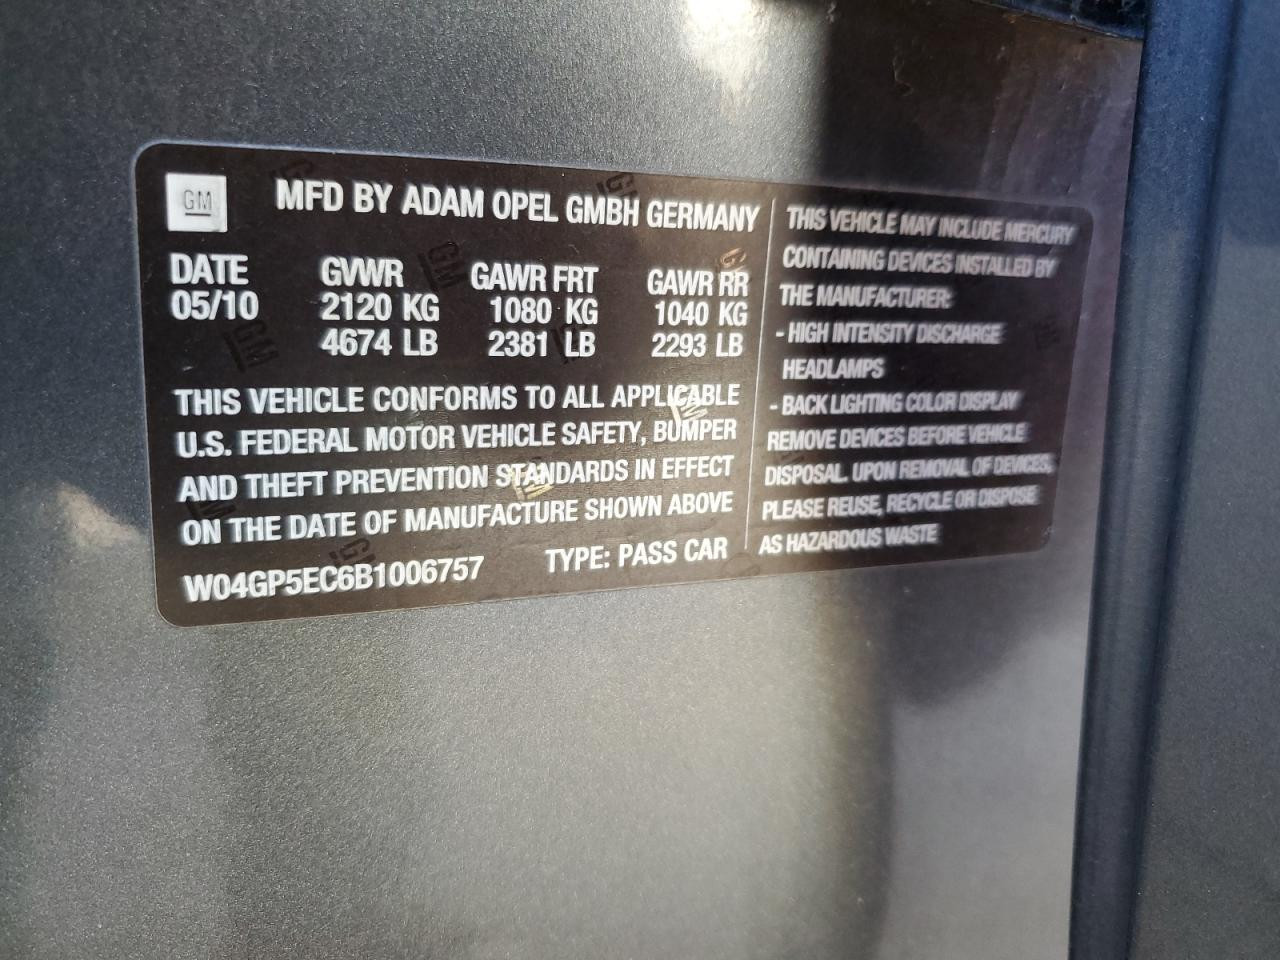 GM
MFD BY ADAM OPEL GMBH GERMANY
DATE GVWR GAWR FRT GAWR RR
05/10 2120 KG 1080 KG 1040 KG
4674 LB 2381 LB 2293 LB
THIS VEHICLE CONFORMS TO ALL APPLICABLE
U.S. FEDERAL MOTOR VEHICLE SAFETY, BUMPER
AND THEFT PREVENTION STANDARDS IN EFFECT
ON THE DATE OF MANUFACTURE SHOWN ABOVE
W04GP5EC6B1006757 TYPE: PASS CAR
THIS VEHICLE MAY INCLUDE MERCURY
CONTAINING DEVICES INSTALLED BY
THE MANUFACTURER:
- HIGH INTENSITY DISCHARGE
HEADLAMPS
- BACK LIGHTING COLOR DISPLAY
REMOVE DEVICES BEFORE VEHICLE
DISPOSAL. UPON REMOVAL OF DEVICES,
PLEASE REUSE, RECYCLE OR DISPOSE
AS HAZARDOUS WASTE